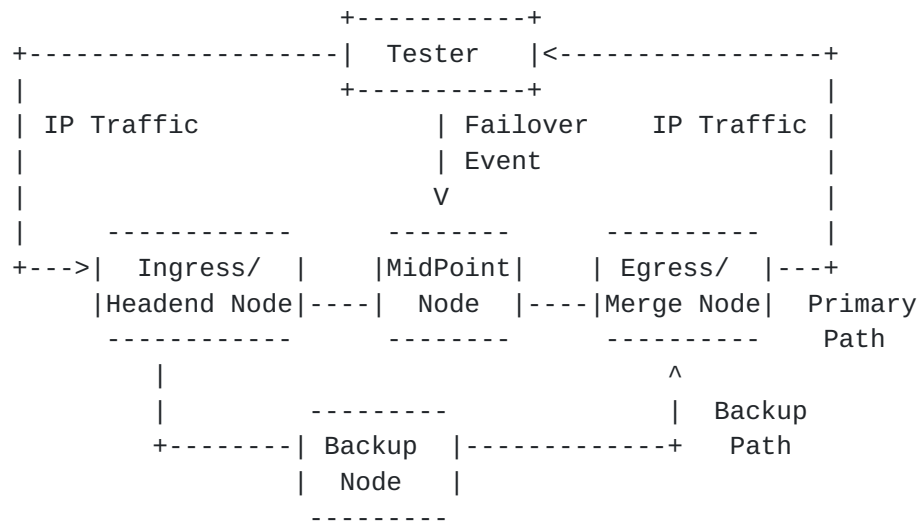 Tester
IP Traffic Failover IP Traffic
Event
Ingress/ MidPoint Egress/
Headend Node Node Merge Node Primary
Path
Backup
Backup Path
Node